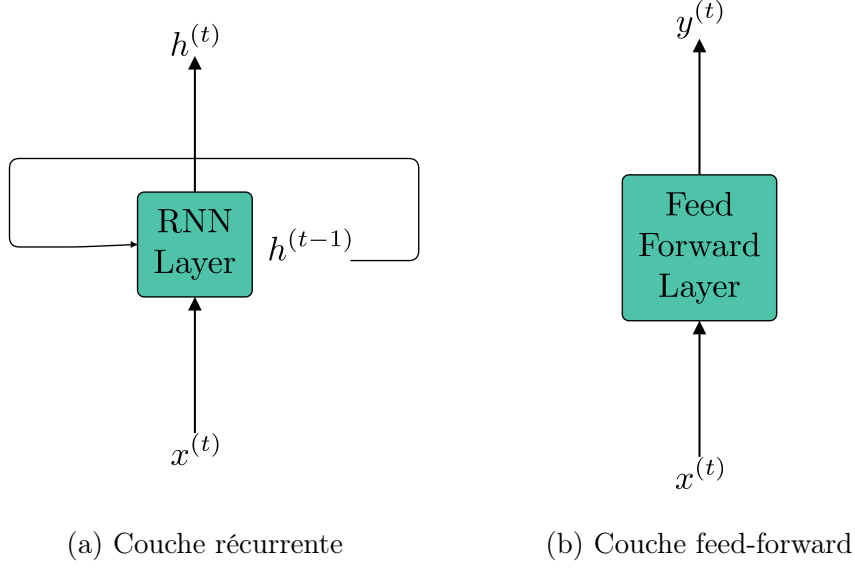 h^{(t)}
RNN
Layer
h^{(t−1)}
x^{(t)}
(a) Couche récurrente
y^{(t)}
Feed
Forward
Layer
x^{(t)}
(b) Couche feed-forward